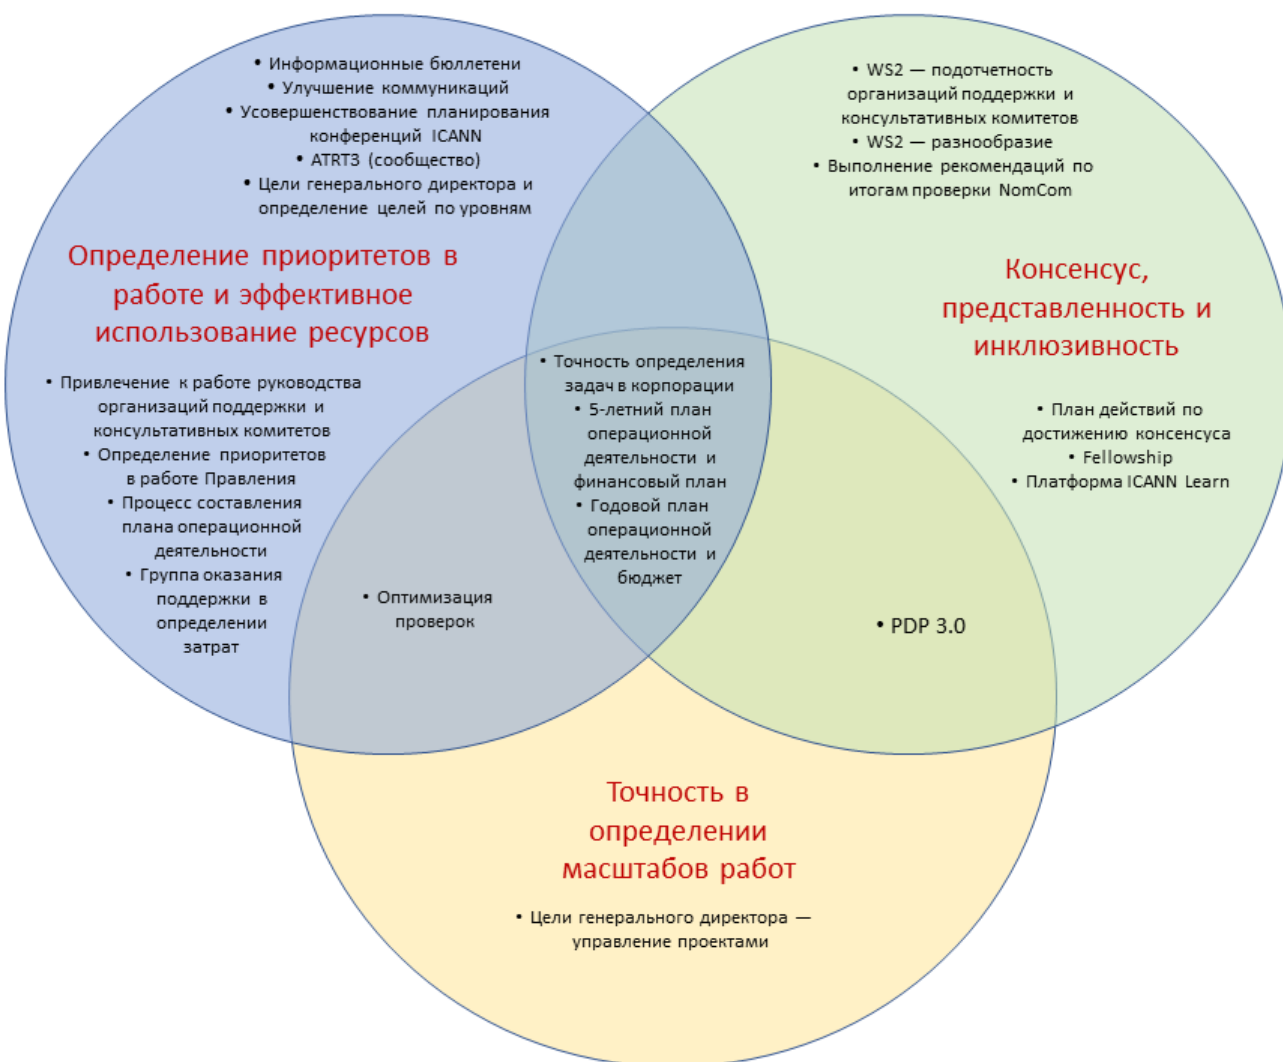 • Информационные бюллетени
• Улучшение коммуникаций
• Усовершенствование планирования
конференций ICANN
• ATRT3 (сообщество)
• Цели генерального директора и
определение целей по уровням
Определение приоритетов в
работе и эффективное
использование ресурсов
• Привлечение к работе руководства
организаций поддержки и
консультативных комитетов
• Определение приоритетов
в работе Правления
• Процесс составления
плана операционной
деятельности
• Группа оказания
поддержки в
определении
затрат
• WS2 — подотчетность
организаций поддержки и
консультативных комитетов
• WS2 — разнообразие
• Выполнение рекомендаций по
итогам проверки NomCom
Консенсус,
представленность и
инклюзивность
• План действий по
достижению консенсуса
• Fellowship
• Платформа ICANN Learn
• Точность определения
задач в корпорации
• 5-летний план
операционной
деятельности и
финансовый план
• Годовой план
операционной
деятельности и
бюджет
• Оптимизация
проверок
• PDP 3.0
Точность в
определении
масштабов работ
• Цели генерального директора —
управление проектами